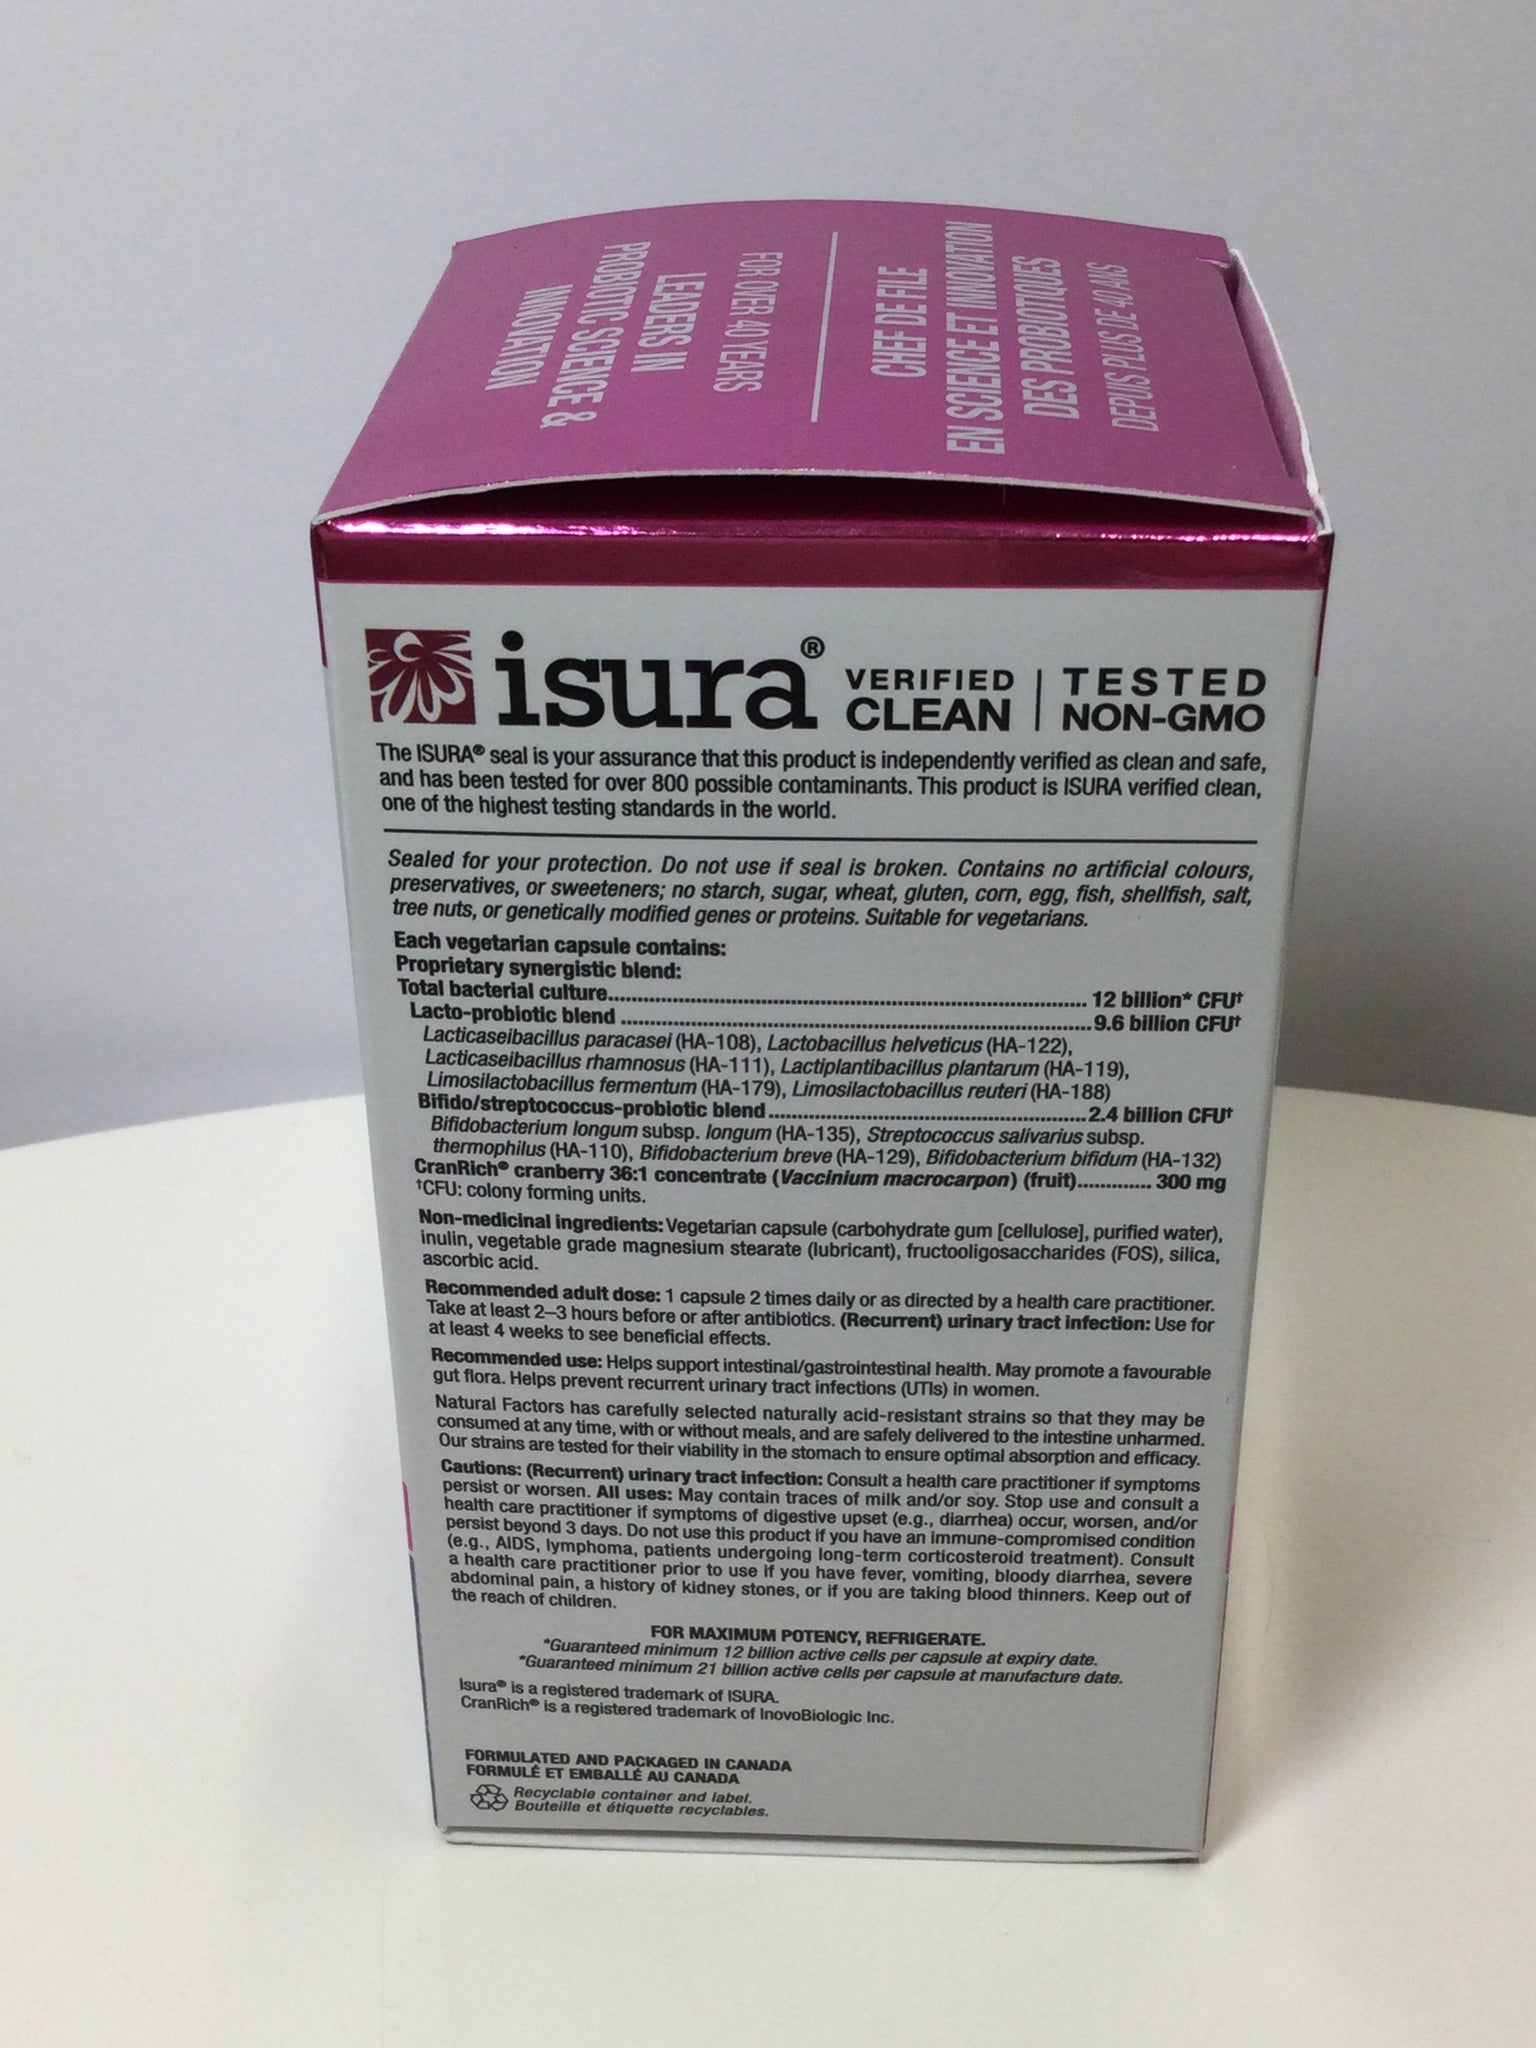 FOR OVER 40 YEARS
LEADERS IN
PROBIOTIC SCIENCE &
INNOVATION
CHEF DE FILE
EN SCIENCE ET INNOVATION
DES PROBIOTIQUES
DEPUIS PLUS DE 40 ANS
isura® VERIFIED CLEAN | TESTED NON-GMO
The ISURA® seal is your assurance that this product is independently verified as clean and safe,
and has been tested for over 800 possible contaminants. This product is ISURA verified clean,
one of the highest testing standards in the world.
Sealed for your protection. Do not use if seal is broken. Contains no artificial colours,
preservatives, or sweeteners; no starch, sugar, wheat, gluten, corn, egg, fish, shellfish, salt,
tree nuts, or genetically modified genes or proteins. Suitable for vegetarians.
Each vegetarian capsule contains:
Proprietary synergistic blend:
Total bacterial culture........ 12 billion* CFU†
Lacto-probiotic blend ........ 9.6 billion CFU†
Lacticaseibacillus paracasei (HA-108), Lactobacillus helveticus (HA-122),
Lacticaseibacillus rhamnosus (HA-111), Lactiplantibacillus plantarum (HA-119),
Limosilactobacillus fermentum (HA-179), Limosilactobacillus reuteri (HA-188)
Bifido/streptococcus-probiotic blend ........ 2.4 billion CFU†
Bifidobacterium longum subsp. longum (HA-135), Streptococcus salivarius subsp.
thermophilus (HA-110), Bifidobacterium breve (HA-129), Bifidobacterium bifidum (HA-132)
CranRich® cranberry 36:1 concentrate (Vaccinium macrocarpon) (fruit)............. 300 mg
†CFU: colony forming units.
Non-medicinal ingredients: Vegetarian capsule (carbohydrate gum [cellulose], purified water),
inulin, vegetable grade magnesium stearate (lubricant), fructooligosaccharides (FOS), silica,
ascorbic acid.
Recommended adult dose: 1 capsule 2 times daily or as directed by a health care practitioner.
Take at least 2–3 hours before or after antibiotics. (Recurrent) urinary tract infection: Use for
at least 4 weeks to see beneficial effects.
Recommended use: Helps support intestinal/gastrointestinal health. May promote a favourable
gut flora. Helps prevent recurrent urinary tract infections (UTIs) in women.
Natural Factors has carefully selected naturally acid-resistant strains so that they may be
consumed at any time, with or without meals, and are safely delivered to the intestine unharmed.
Our strains are tested for their viability in the stomach to ensure optimal absorption and efficacy.
Cautions: (Recurrent) urinary tract infection: Consult a health care practitioner if symptoms
persist or worsen. All uses: May contain traces of milk and/or soy. Stop use and consult a
health care practitioner if symptoms of digestive upset (e.g., diarrhea) occur, worsen, and/or
persist beyond 3 days. Do not use this product if you have an immune-compromised condition
(e.g., AIDS, lymphoma, patients undergoing long-term corticosteroid treatment). Consult
a health care practitioner prior to use if you have fever, vomiting, bloody diarrhea, severe
abdominal pain, a history of kidney stones, or if you are taking blood thinners. Keep out of
the reach of children.
FOR MAXIMUM POTENCY, REFRIGERATE.
*Guaranteed minimum 12 billion active cells per capsule at expiry date.
*Guaranteed minimum 21 billion active cells per capsule at manufacture date.
Isura® is a registered trademark of ISURA.
CranRich® is a registered trademark of InovoBiologic Inc.
FORMULATED AND PACKAGED IN CANADA
FORMULÉ ET EMBALLÉ AU CANADA
Recyclable container and label.
Bouteille et étiquette recyclables.